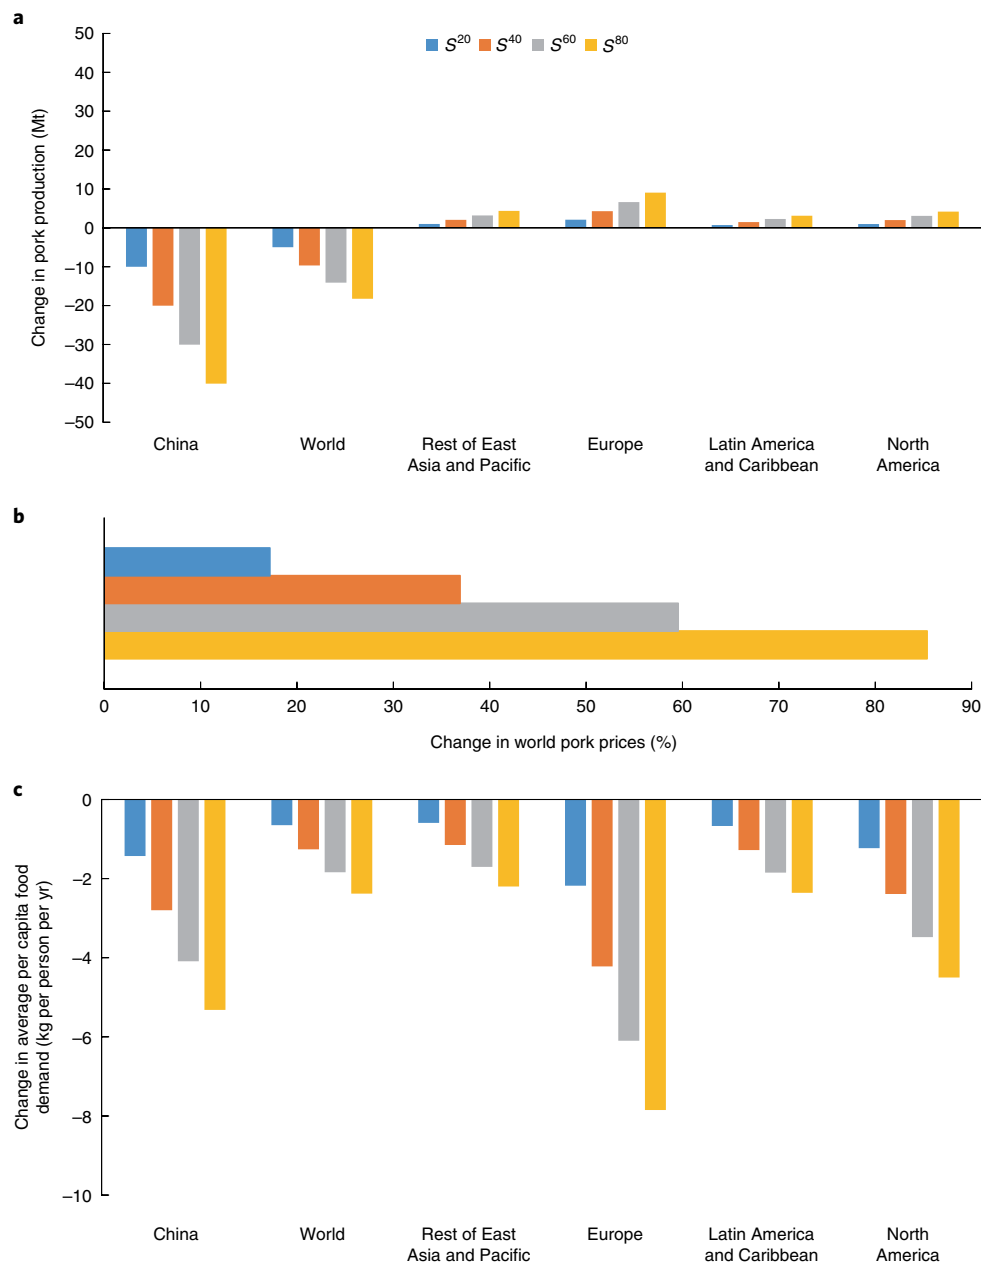 a
50
40
30
20
10
0
–10
–20
–30
–40
–50
Change in pork production (Mt)
S20 S40 S60 S80
China World Rest of East Asia and Pacific Europe Latin America and Caribbean North America
b
0 10 20 30 40 50 60 70 80 90
Change in world pork prices (%)
c
0
–2
–4
–6
–8
–10
Change in average per capita food
demand (kg per person per yr)
China World Rest of East Asia and Pacific Europe Latin America and Caribbean North America